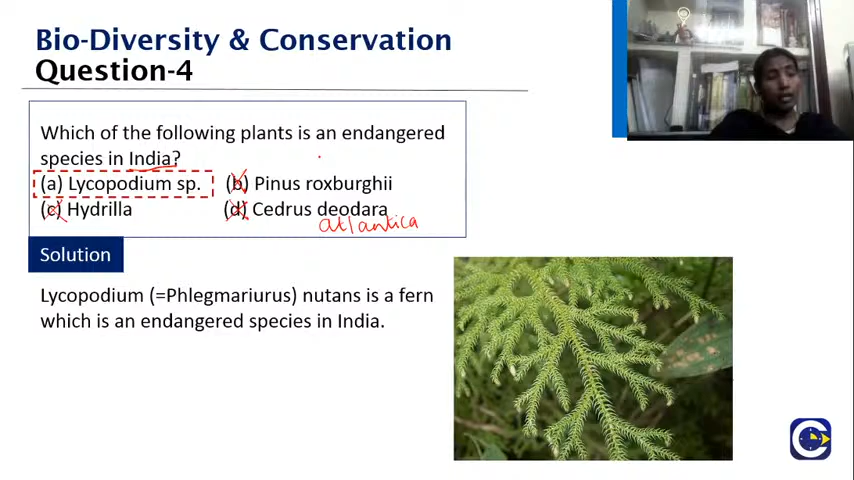 Bio-Diversity & Conservation
Question-4
Which of the following plants is an endangered
species in India?
(a) Lycopodium sp. (b) Pinus roxburghii
(c) Hydrilla (d) Cedrus deodara
atlantica
Solution
Lycopodium (=Phlegmariurus) nutans is a fern
which is an endangered species in India.